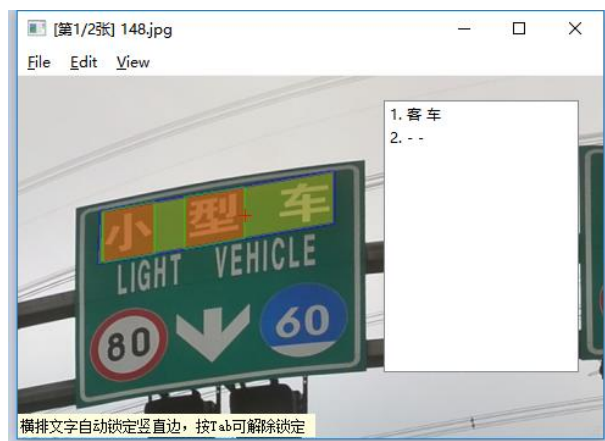 [第1/2张] 148.jpg
File Edit View
1. 客 车
2. - -
小 型 车
LIGHT VEHICLE
80
60
横排文字自动锁定竖直边，按Tab可解除锁定